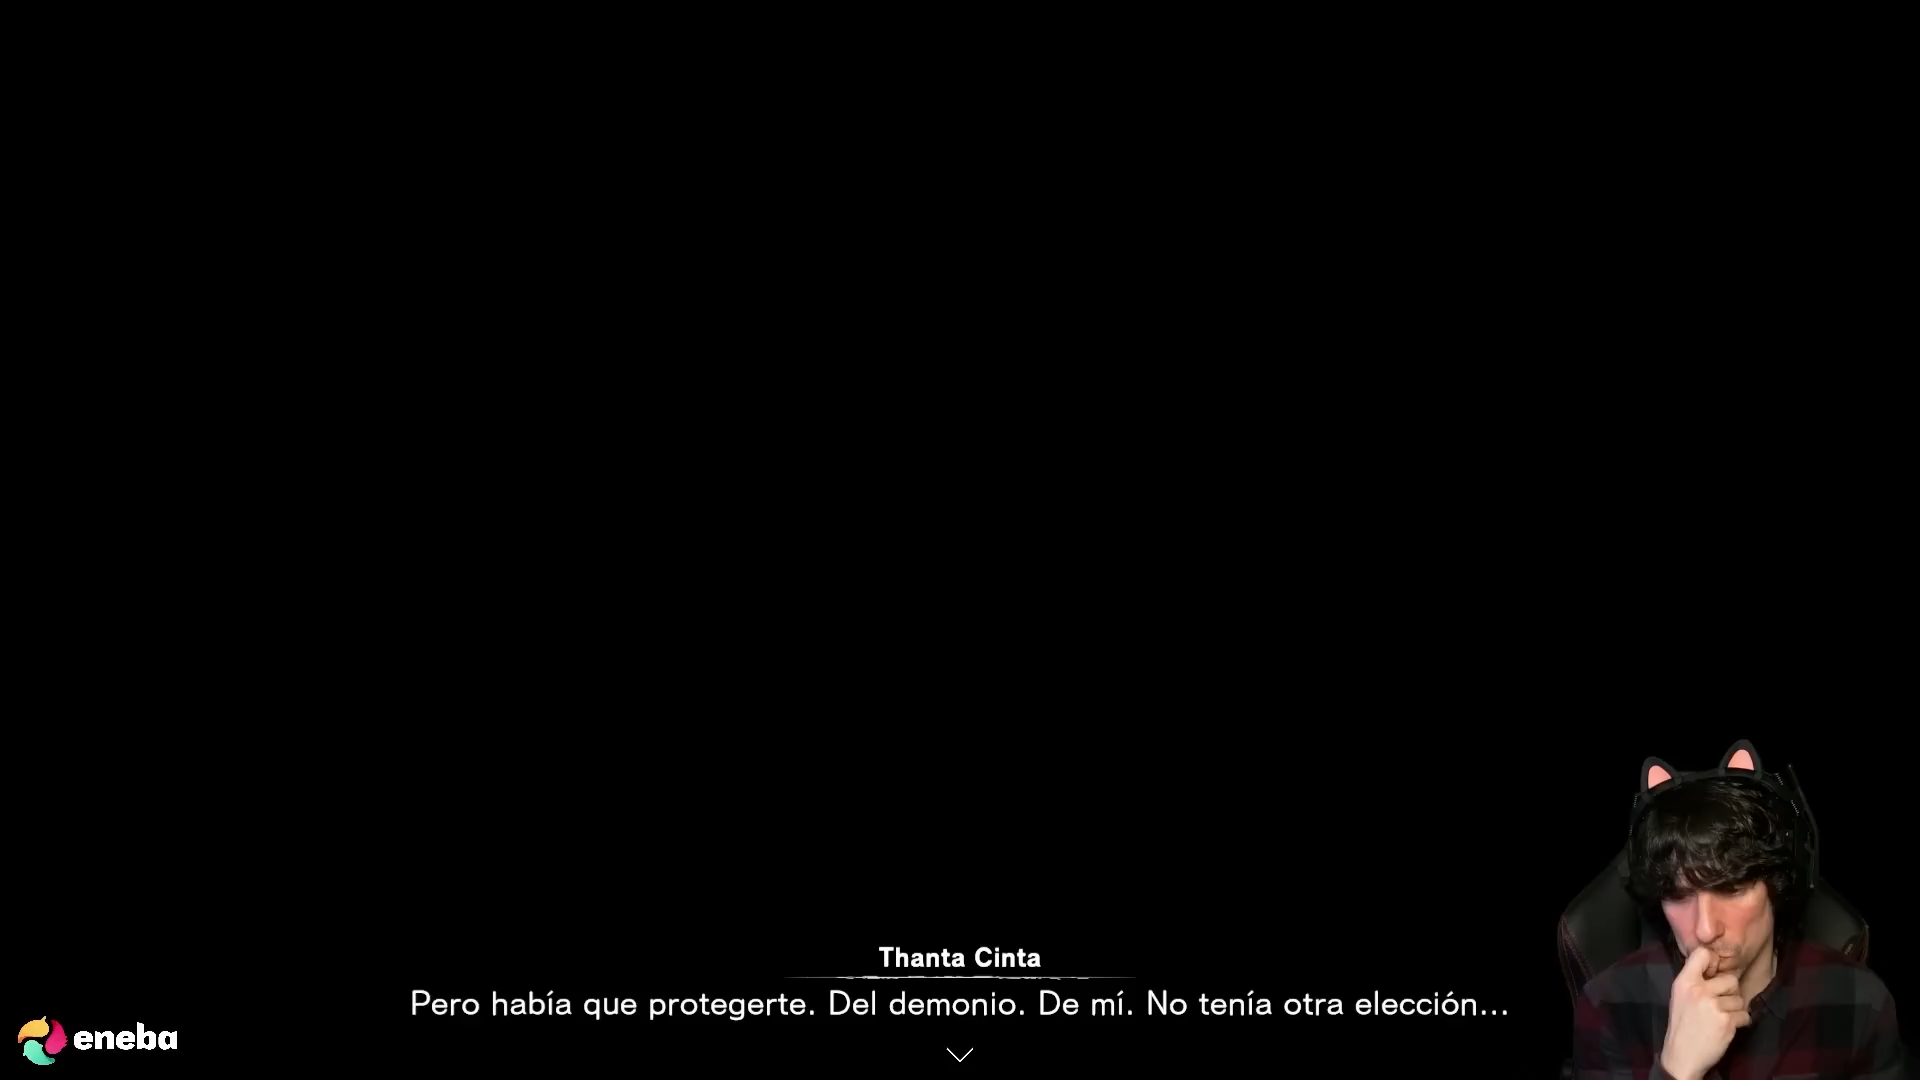 Thanta Cinta
Pero había que protegerte. Del demonio. De mí. No tenía otra elección...
eneba